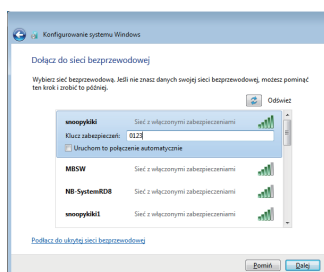 Konfigurowanie systemu Windows
Dołącz do sieci bezprzewodowej
Wybierz sieć bezprzewodową. Jeśli nie znasz danych swojej sieci bezprzewodowej, możesz pominąć
ten krok i zrobić to później.
Odśwież
snoopykiki Sieć z włączonymi zabezpieczeniami
Klucz zabezpieczeń: 0123
Uruchom to połączenie automatycznie
MBSW Sieć z włączonymi zabezpieczeniami
NB-SystemRD8 Sieć z włączonymi zabezpieczeniami
snoopykiki1 Sieć z włączonymi zabezpieczeniami
Podłącz do ukrytej sieci bezprzewodowej
Pomiń Dalej